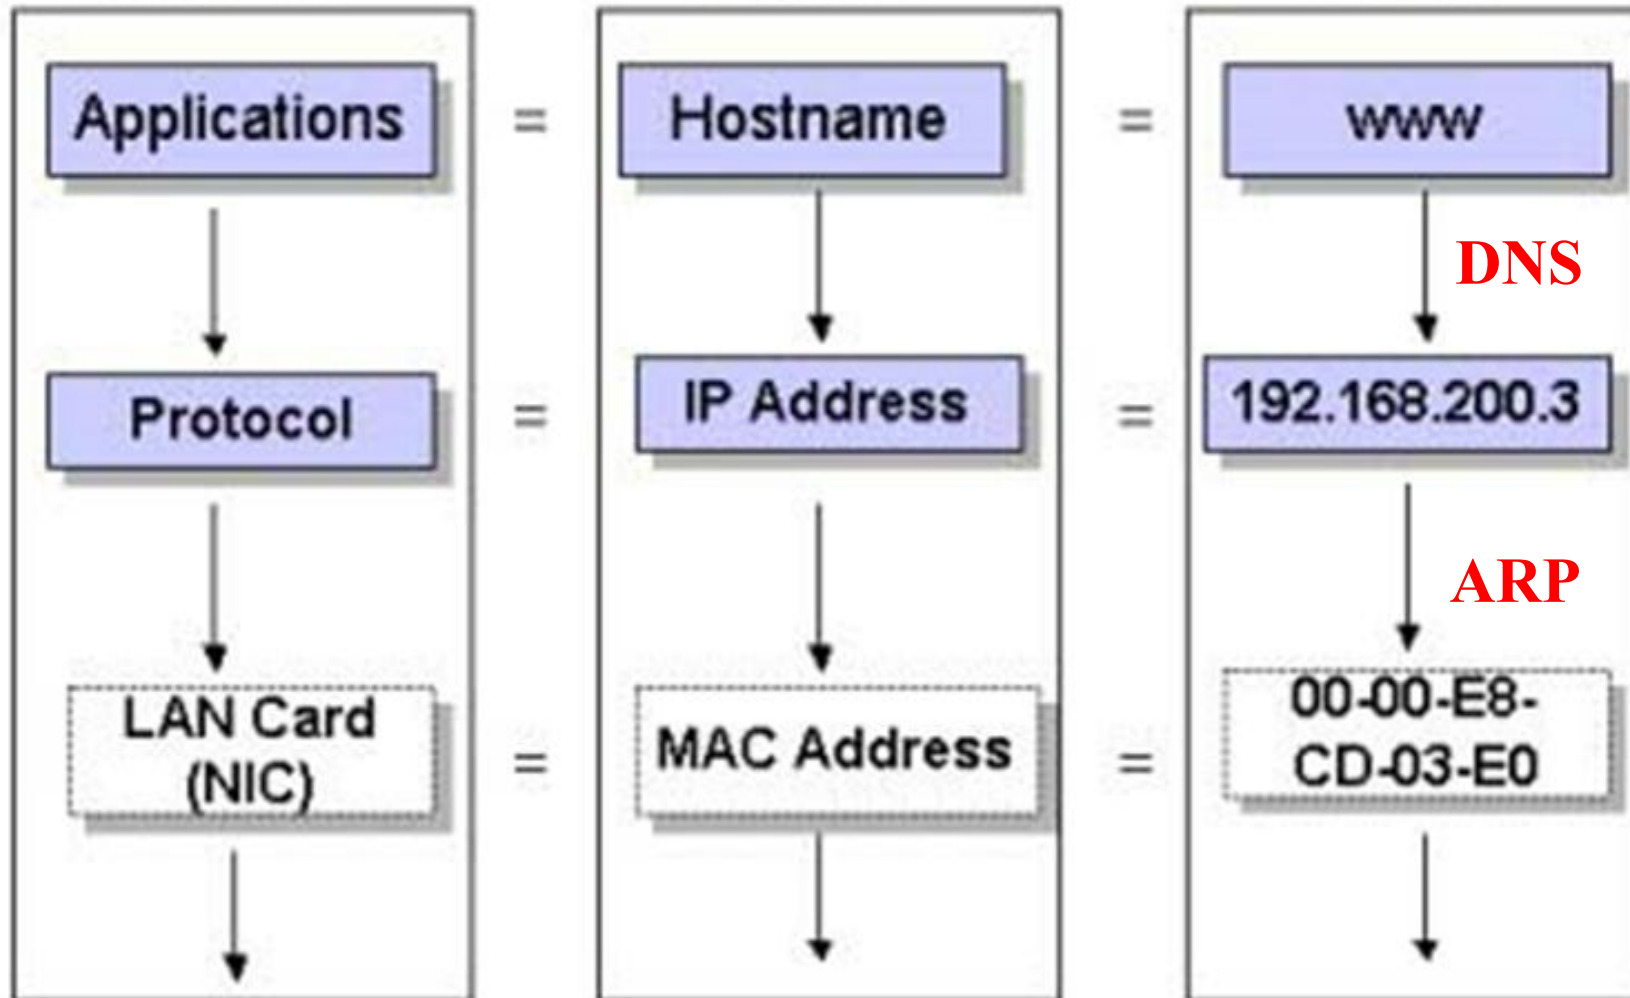 Applications = Hostname = www
DNS
Protocol = IP Address = 192.168.200.3
ARP
LAN Card
(NIC)
= MAC Address =
00-00-E8-
CD-03-E0